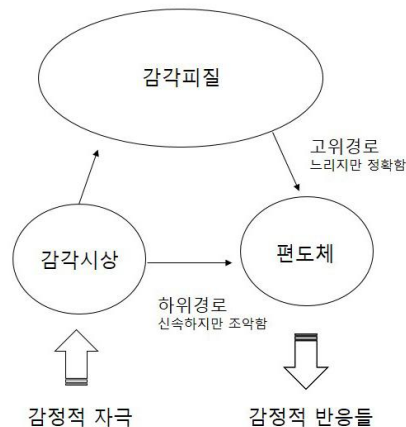 감각피질
고위경로
느리지만 정확함
감각시상
편도체
하위경로
신속하지만 조악함
감정적 자극
감정적 반응들